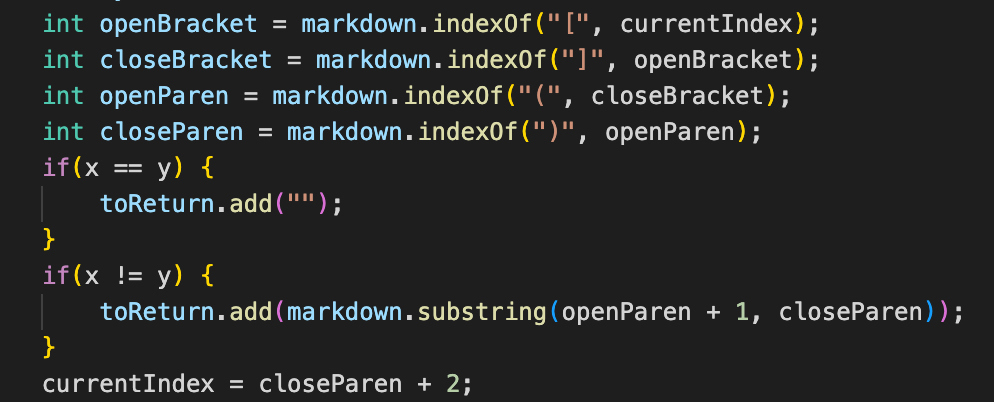 int openBracket = markdown.indexOf("[", currentIndex);
int closeBracket = markdown.indexOf("]", openBracket);
int openParen = markdown.indexOf("(", closeBracket);
int closeParen = markdown.indexOf(")", openParen);
if(x == y) {
    toReturn.add("");
}
if(x != y) {
    toReturn.add(markdown.substring(openParen + 1, closeParen));
}
currentIndex = closeParen + 2;